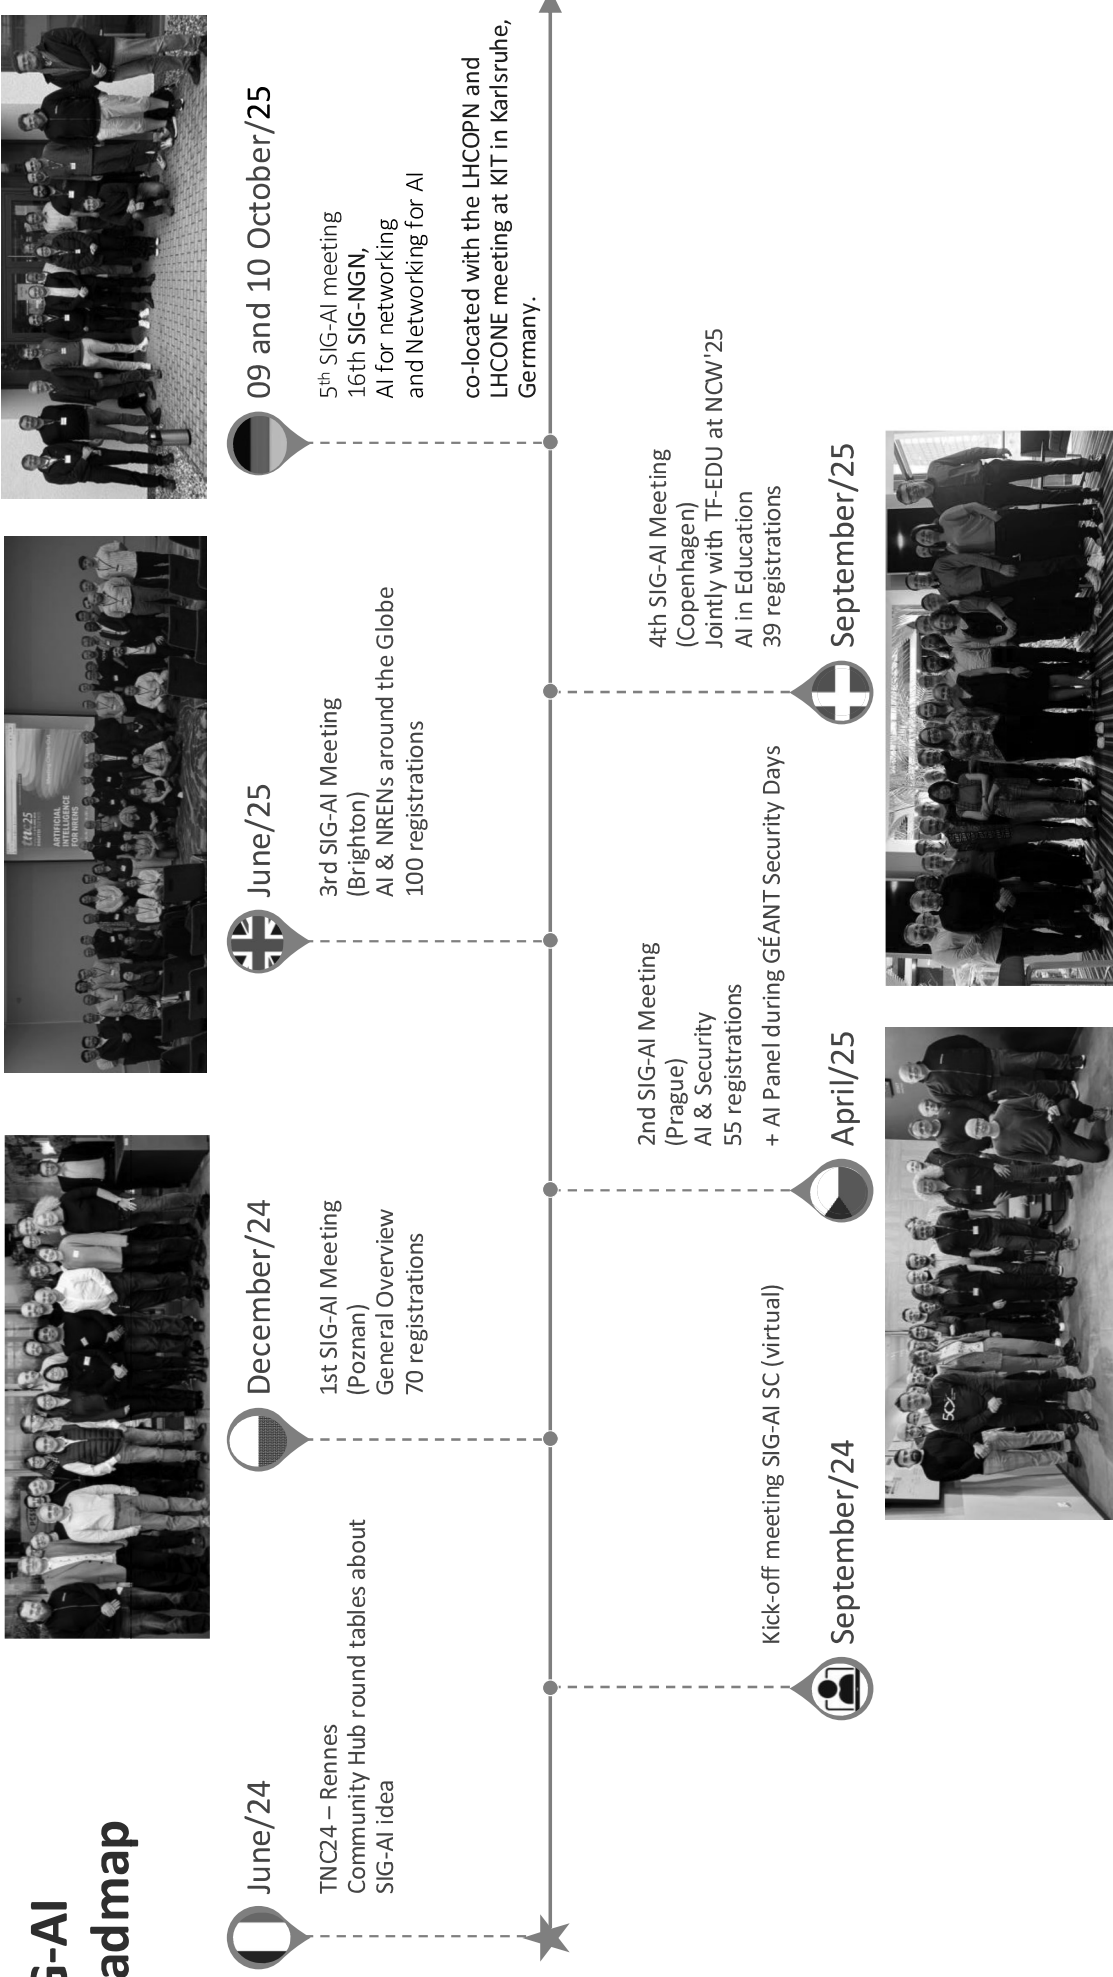 G-AI
admap
June/24
TNC24 – Rennes
Community Hub round tables about
SIG-AI idea
September/24
Kick-off meeting SIG-AI SC (virtual)
December/24
1st SIG-AI Meeting
(Poznan)
General Overview
70 registrations
April/25
2nd SIG-AI Meeting
(Prague)
AI & Security
55 registrations
+ AI Panel during GÉANT Security Days
June/25
3rd SIG-AI Meeting
(Brighton)
AI & NRENs around the Globe
100 registrations
September/25
4th SIG-AI Meeting
(Copenhagen)
Jointly with TF-EDU at NCW'25
AI in Education
39 registrations
09 and 10 October/25
5th SIG-AI meeting
16th SIG-NGN,
AI for networking
and Networking for AI
co-located with the LHCOPN and
LHCONE meeting at KIT in Karlsruhe,
Germany.
ARTIFICIAL
INTELLIGENCE
FOR NRENS